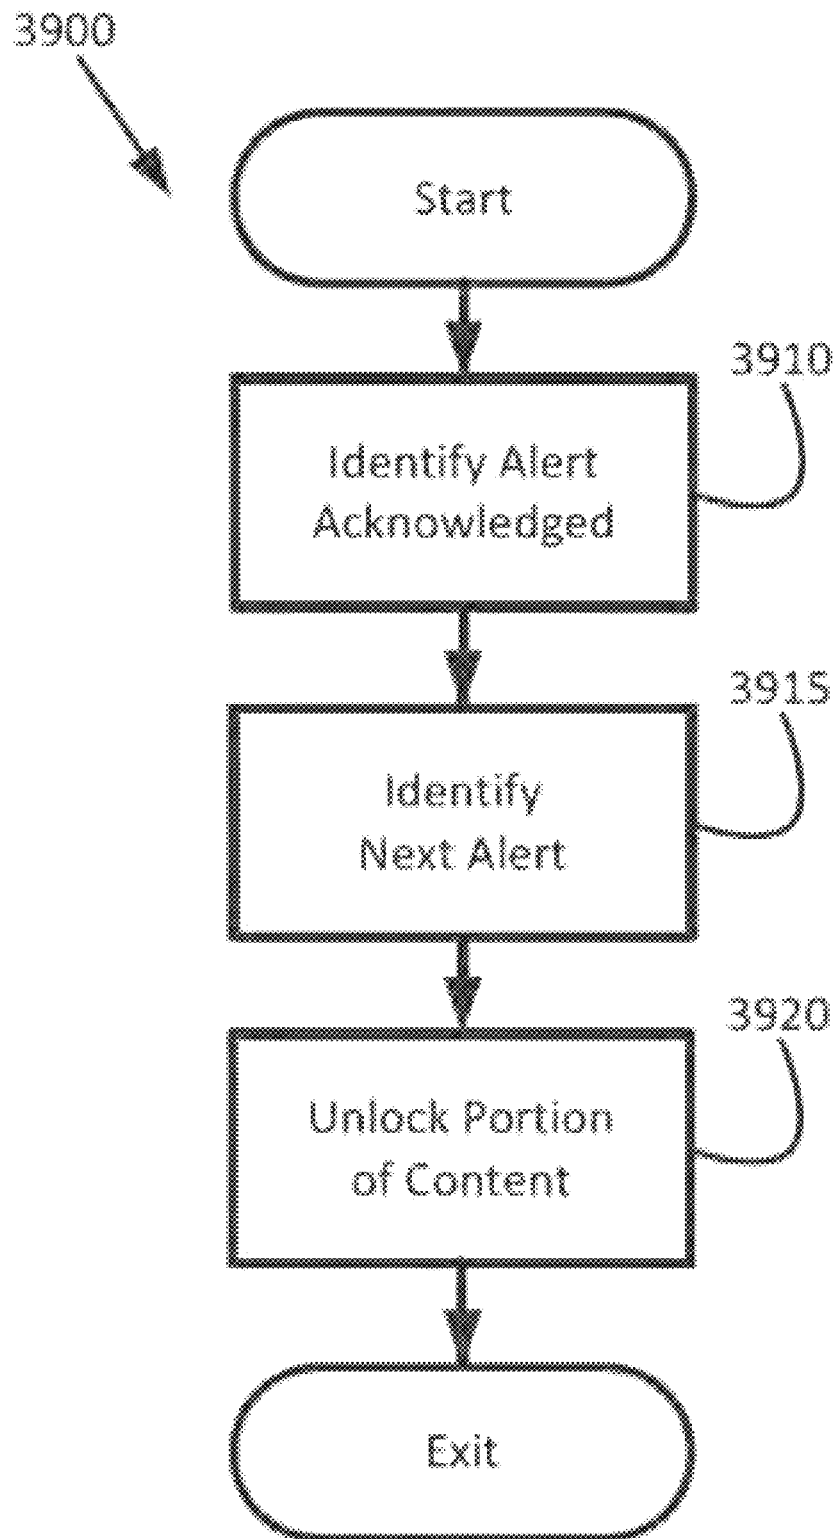 3900
Start
3910
Identify Alert
Acknowledged
3915
Identify
Next Alert
3920
Unlock Portion
of Content
Exit